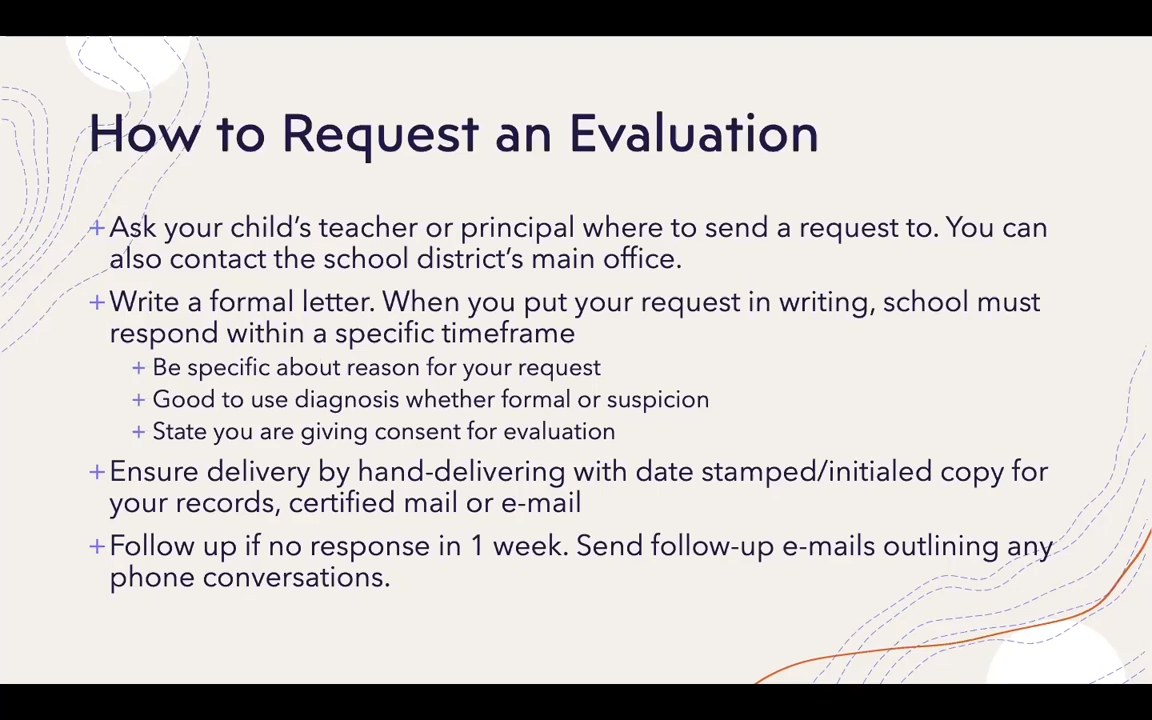 How to Request an Evaluation
+Ask your child's teacher or principal where to send a request to. You can
also contact the school district's main office.
+Write a formal letter. When you put your request in writing, school must
respond within a specific timeframe
+ Be specific about reason for your request
+ Good to use diagnosis whether formal or suspicion
+ State you are giving consent for evaluation
+Ensure delivery by hand-delivering with date stamped/initialed copy for
your records, certified mail or e-mail
+Follow up if no response in 1 week. Send follow-up e-mails outlining any
phone conversations.